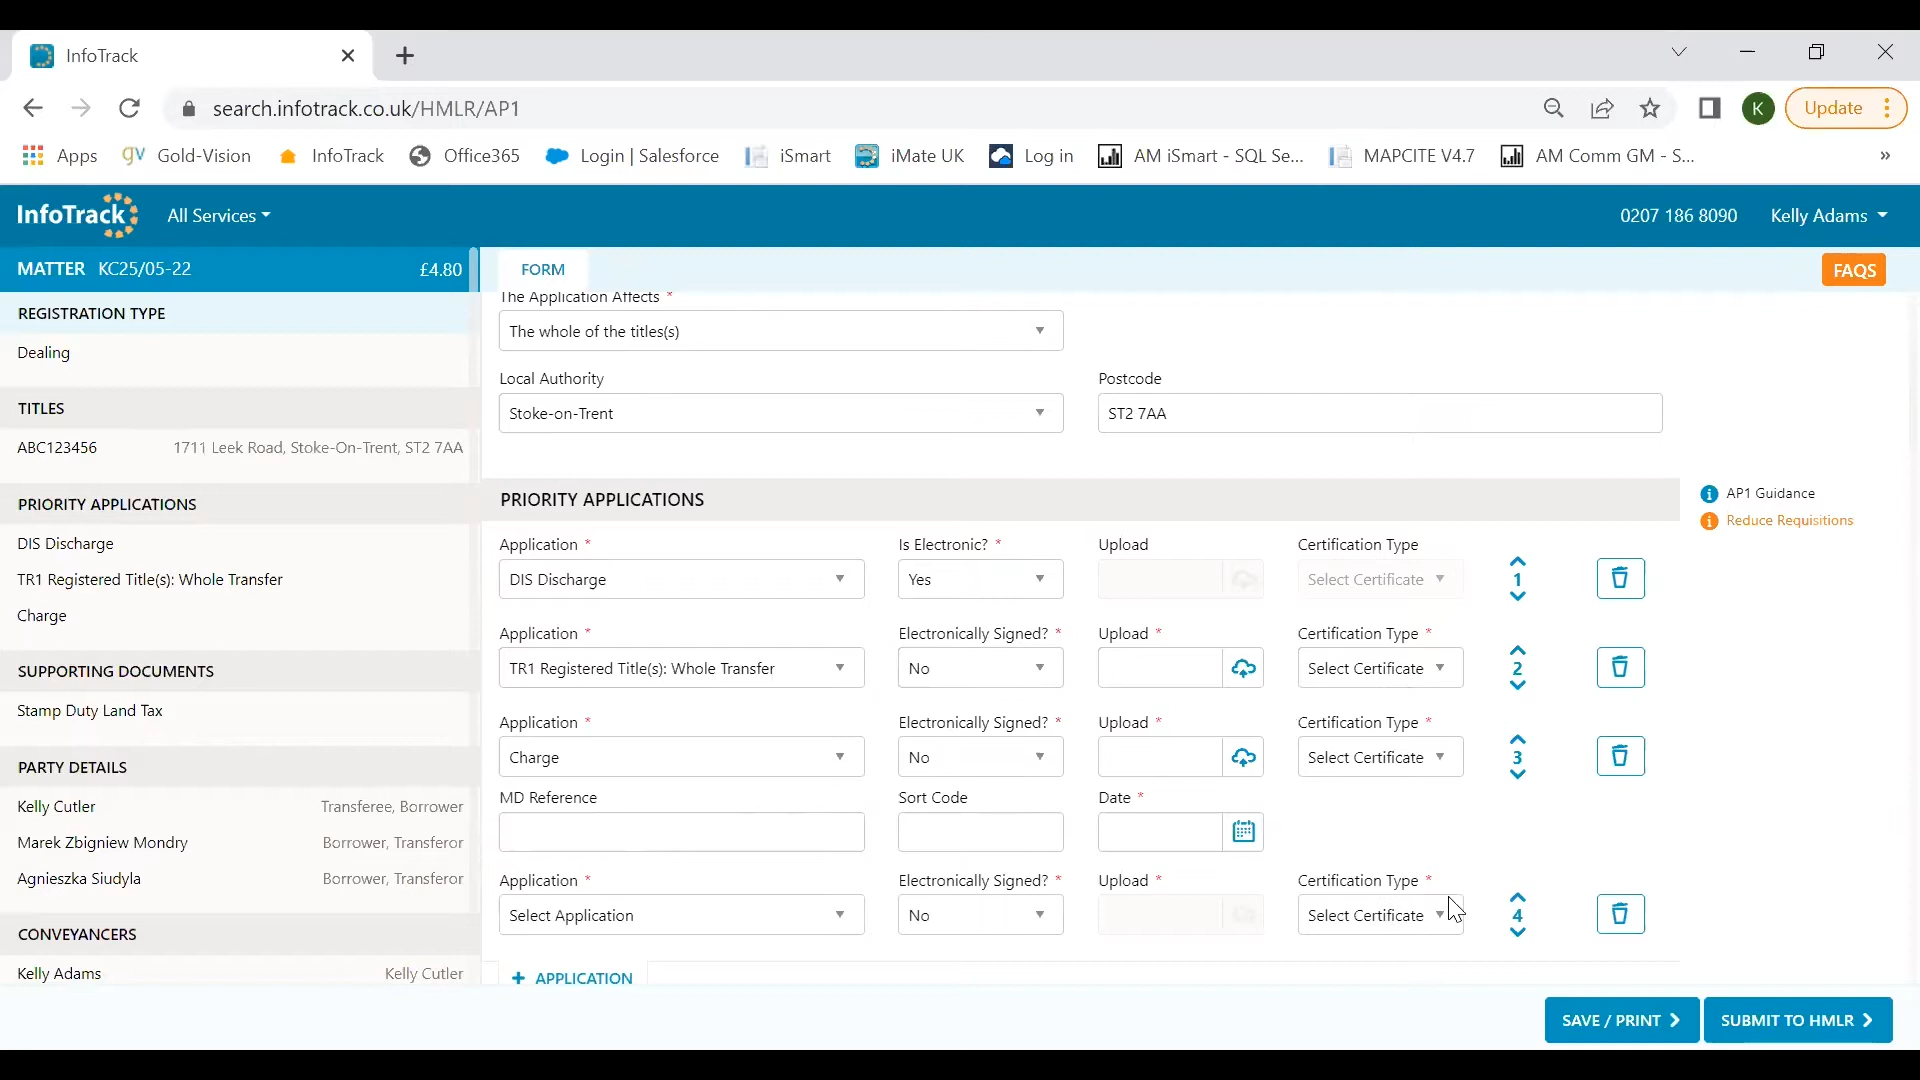 InfoTrack
search.infotrack.co.uk/HMLR/AP1
K
Update
Apps
gv Gold-Vision
InfoTrack
Office365
Login | Salesforce
iSmart
iMate UK
Log in
AM iSmart - SQL Se...
MAPCITE V4.7
AM Comm GM - S...
»
InfoTrack
All Services
0207 186 8090
Kelly Adams
MATTER KC25/05-22 £4.80
FORM
FAQS
REGISTRATION TYPE
Dealing
TITLES
ABC123456 1711 Leek Road, Stoke-On-Trent, ST2 7AA
PRIORITY APPLICATIONS
DIS Discharge
TR1 Registered Title(s): Whole Transfer
Charge
SUPPORTING DOCUMENTS
Stamp Duty Land Tax
PARTY DETAILS
Kelly Cutler Transferee, Borrower
Marek Zbigniew Mondry Borrower, Transferor
Agnieszka Siudyla Borrower, Transferor
CONVEYANCERS
Kelly Adams Kelly Cutler
The Application Affects *
The whole of the titles(s)
Local Authority Postcode
Stoke-on-Trent ST2 7AA
PRIORITY APPLICATIONS
AP1 Guidance
Reduce Requisitions
Application * Is Electronic? * Upload Certification Type
DIS Discharge Yes Select Certificate 1
Application * Electronically Signed? * Upload * Certification Type *
TR1 Registered Title(s): Whole Transfer No Select Certificate 2
Application * Electronically Signed? * Upload * Certification Type *
Charge No Select Certificate 3
MD Reference Sort Code Date *
Application * Electronically Signed? * Upload * Certification Type *
Select Application No Select Certificate 4
+ APPLICATION
SAVE / PRINT
SUBMIT TO HMLR